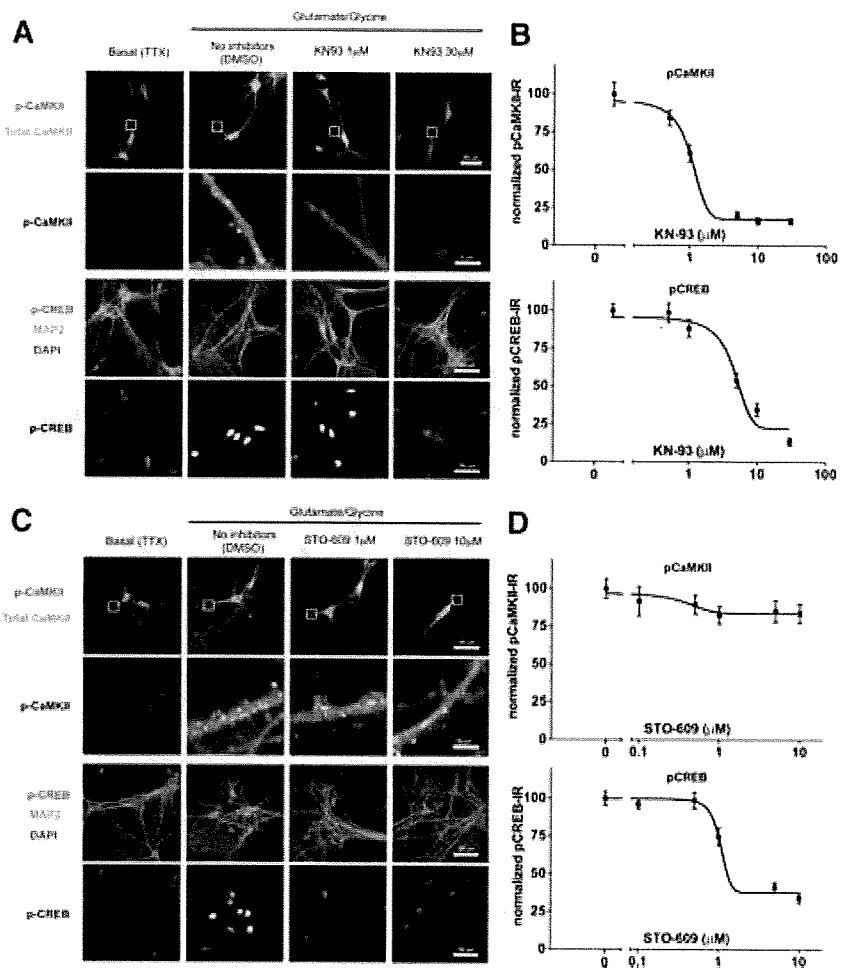 A
Glutamate/Glycine
Basal (TTX)
No inhibitors
(DMSO)
KN93 1µM
KN93 30µM
p-CaMKII
Total CaMKII
p-CaMKII
p-CREB
MAP2
DAPI
p-CREB
B
pCaMKII
normalized pCaMKII-IR
100
75
50
25
0
KN-93 (µM)
0
1
10
100
pCREB
normalized pCREB-IR
100
75
50
25
0
KN-93 (µM)
0
1
10
100
C
Glutamate/Glycine
Basal (TTX)
No inhibitors
(DMSO)
STO-609 1µM
STO-609 10µM
p-CaMKII
Total CaMKII
p-CaMKII
p-CREB
MAP2
DAPI
p-CREB
D
pCaMKII
normalized pCaMKII-IR
100
75
50
25
0
STO-609 (µM)
0
0.1
1
10
pCREB
normalized pCREB-IR
100
75
50
25
0
STO-609 (µM)
0
0.1
1
10